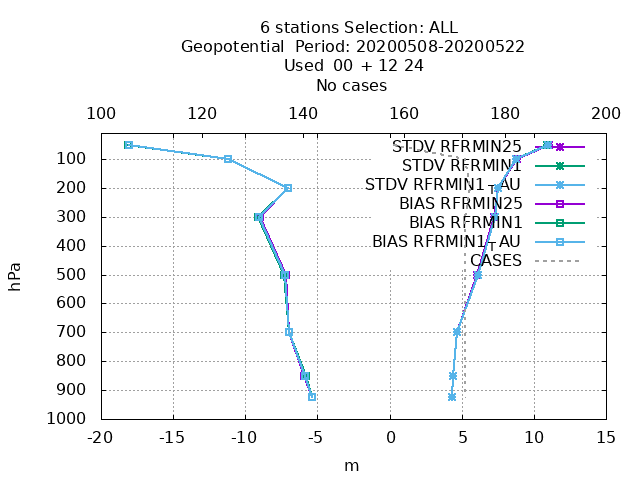 6 stations Selection: ALL
Geopotential  Period: 20200508-20200522
Used  00 + 12 24
No cases
100 120 140 160 180 200
STDV RFRMIN25
STDV RFRMIN1
STDV RFRMIN1_TAU
BIAS RFRMIN25
BIAS RFRMIN1
BIAS RFRMIN1_TAU
CASES
hPa
100
200
300
400
500
600
700
800
900
1000
-20 -15 -10 -5 0 5 10 15
m